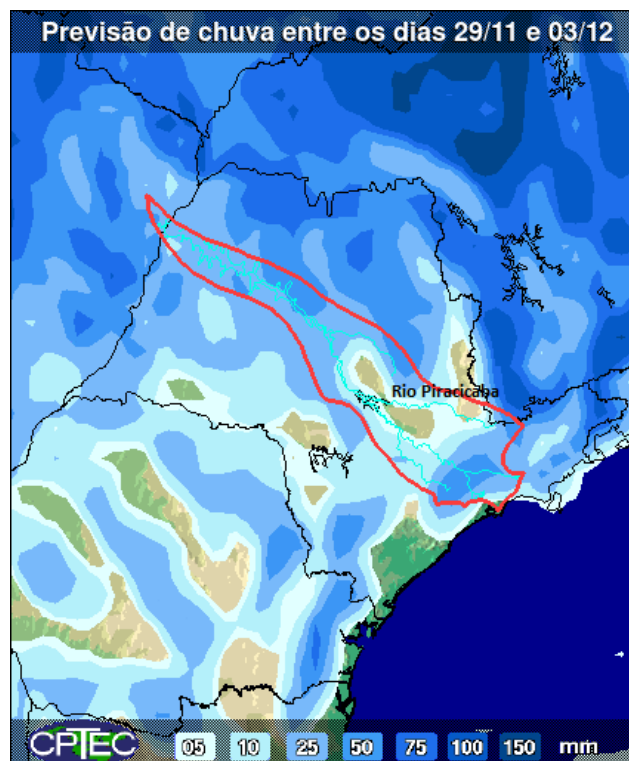 Previsão de chuva entre os dias 29/11 e 03/12
Rio Piracicaba
CPTEC 05 10 25 50 75 100 150 mm